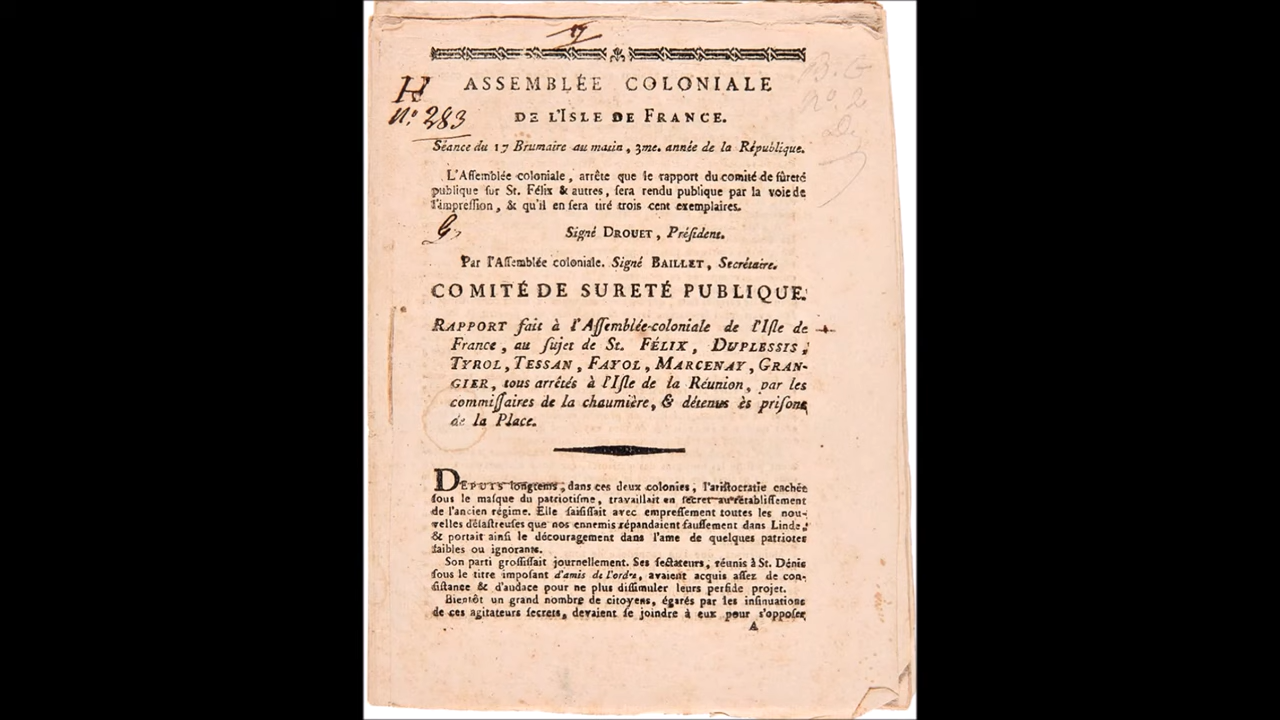 7
ASSEMBLÉE COLONIALE
DE L'ISLE DE FRANCE.
H
N.º 283
B. G
nº. 2
Séance du 17 Brumaire au matin, 3me. année de la République.
L'Aſſemblée coloniale, arrête que le rapport du comité de ſûreté
publique ſur St. Félix & autres, ſera rendu publique par la voie de
l'impreſſion, & qu'il en ſera tiré trois cent exemplaires.
Signé DROUET, Préſident.
Par l'Aſſemblée coloniale. Signé BAILLET, Secrétaire.
COMITÉ DE SURETÉ PUBLIQUE.
RAPPORT fait à l'Aſſemblée-coloniale de l'Iſle de
France, au ſujet de St. FÉLIX, DUPLESSIS,
TYROL, TESSAN, FAYOL, MARCENAY, GRAN-
GIER, tous arrêtés à l'Iſle de la Réunion, par les
commiſſaires de la chaumière, & détenus ès priſons
de la Place.
DEPUIS longtems, dans ces deux colonies, l'ariſtocratie cachée
ſous le maſque du patriotiſme, travaillait en ſecret au rétabliſſement
de l'ancien régime. Elle ſaiſiſſait avec empreſſement toutes les nou-
velles déſaſtreuſes que nos ennemis répandaient fauſſement dans Linde,
& portait ainſi le découragement dans l'ame de quelques patriotes
faibles ou ignorants.
Son parti groſſiſſait journellement. Ses ſectateurs, réunis à St. Dénis
ſous le titre impoſant d'amis de l'ordre, avaient acquis aſſez de con-
ſiſtance & d'audace pour ne plus diſſimuler leurs perfide projet.
Bientôt un grand nombre de citoyens, égarés par les inſinuations
de ces agitateurs ſecrets, devaient ſe joindre à eux pour s'oppoſer
A